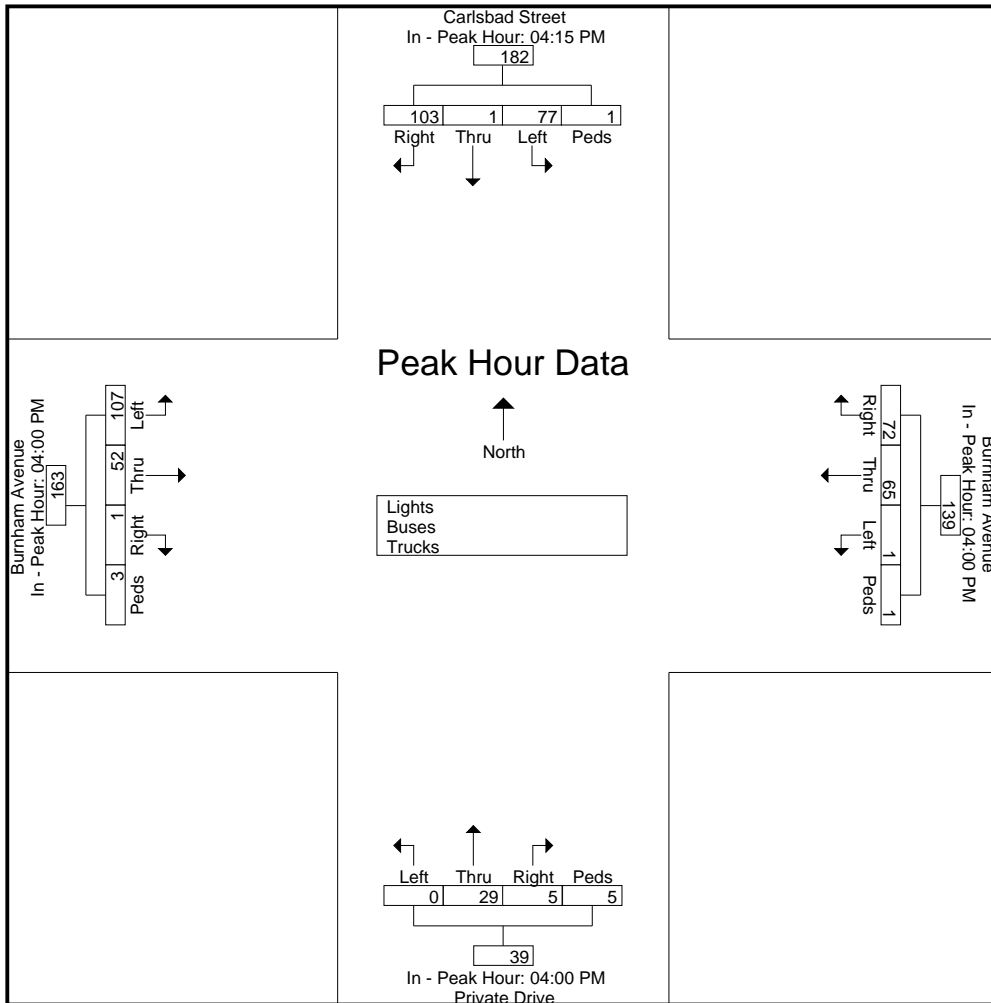 Carlsbad Street
In - Peak Hour: 04:15 PM
182
103 1 77 1
Right Thru Left Peds
Peak Hour Data
North
Lights
Buses
Trucks
Burnham Avenue
In - Peak Hour: 04:00 PM
163
107 52 1 3
Left Thru Right Peds
Burnham Avenue
In - Peak Hour: 04:00 PM
139
72 65 1 1
Right Thru Left Peds
Left Thru Right Peds
0 29 5 5
39
In - Peak Hour: 04:00 PM
Private Drive